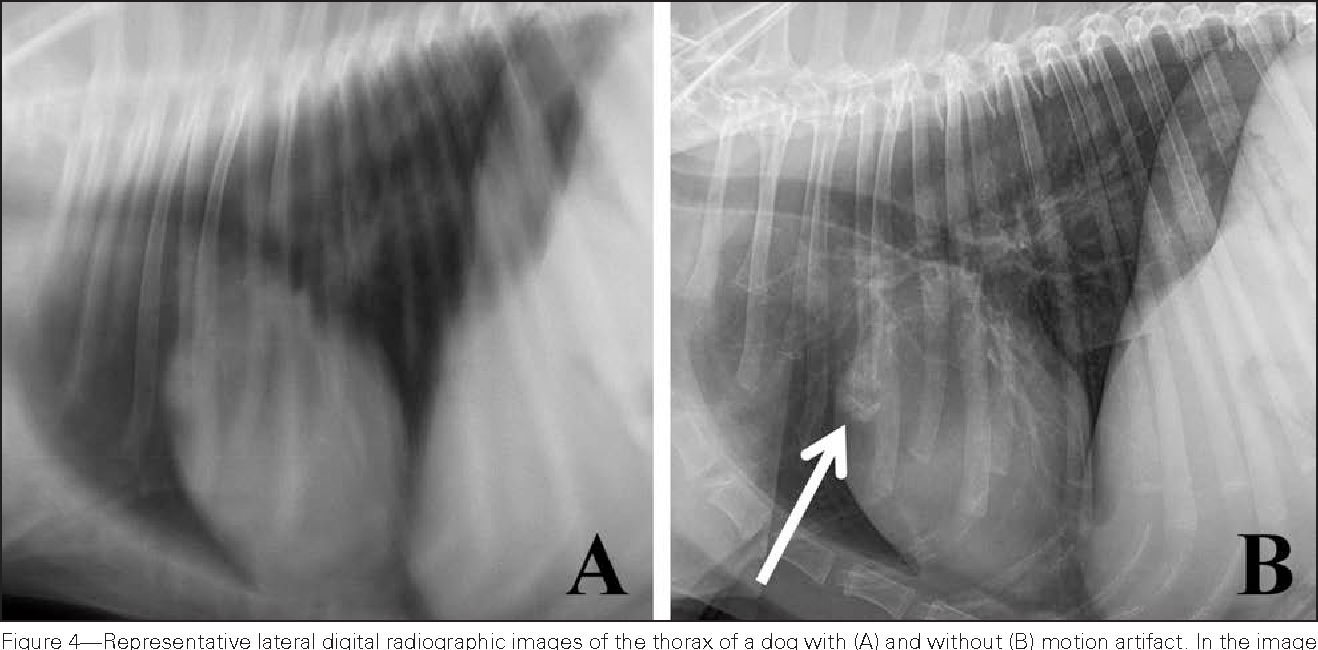 A
B
Figure 4—Representative lateral digital radiographic images of the thorax of a dog with (A) and without (B) motion artifact. In the image